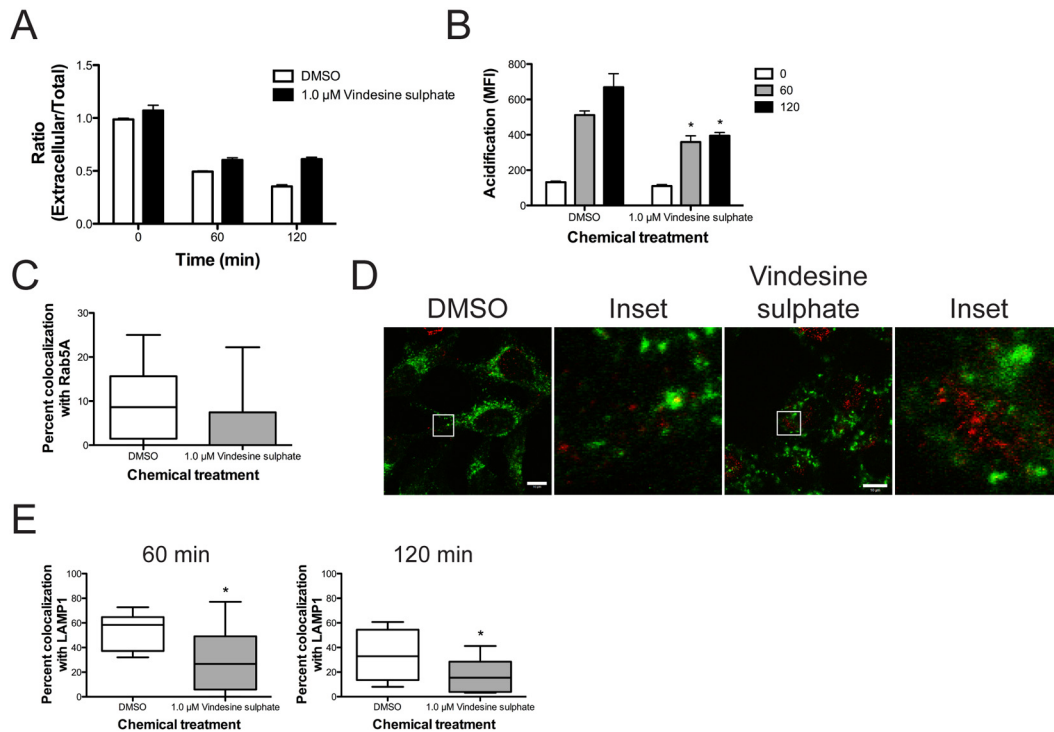 A
Ratio
(Extracellular/Total)
1.5
1.0
0.5
0.0
0
60
120
Time (min)
DMSO
1.0 µM Vindesine sulphate
B
Acidification (MFI)
800
600
400
200
0
*
*
DMSO
1.0 µM Vindesine sulphate
Chemical treatment
0
60
120
C
Percent colocalization
with Rab5A
30
20
10
0
DMSO
1.0 µM Vindesine sulphate
Chemical treatment
D
DMSO
Inset
Vindesine
sulphate
Inset
E
60 min
Percent colocalization
with LAMP1
100
80
60
40
20
0
*
DMSO
1.0 µM Vindesine sulphate
Chemical treatment
120 min
Percent colocalization
with LAMP1
100
80
60
40
20
0
*
DMSO
1.0 µM Vindesine sulphate
Chemical treatment